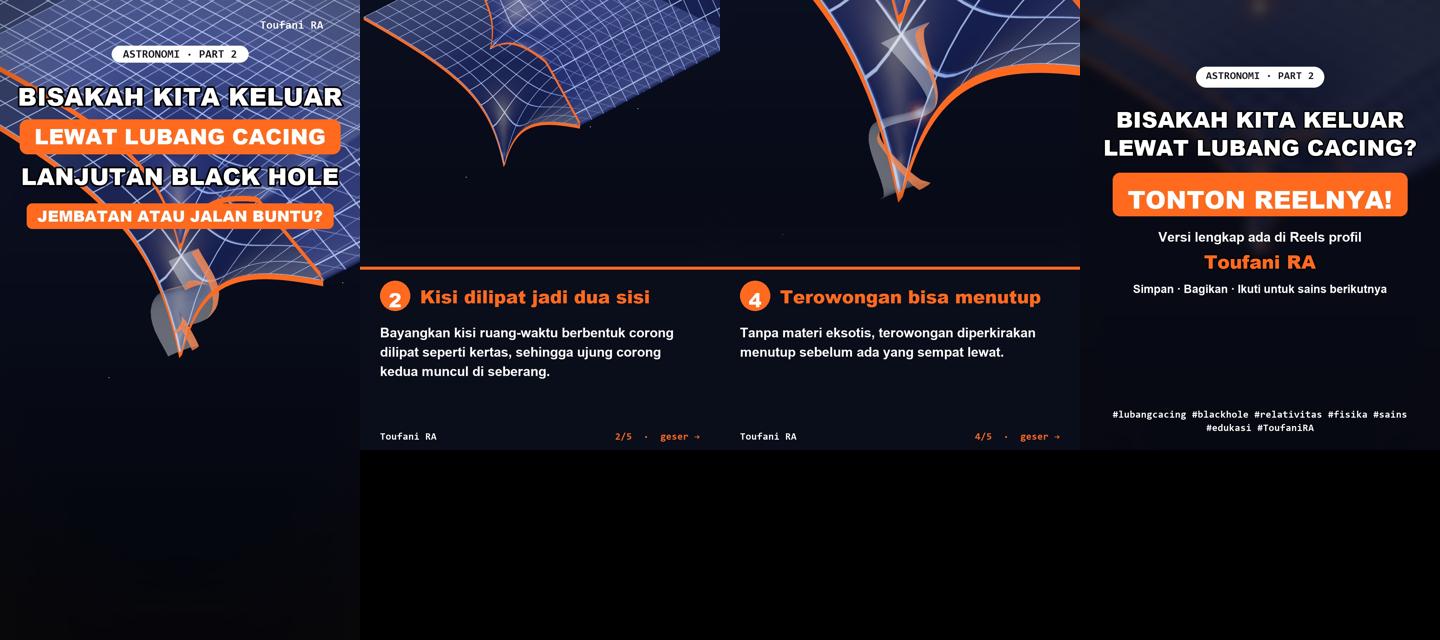 Toufani RA
ASTRONOMI · PART 2
BISAKAH KITA KELUAR
LEWAT LUBANG CACING
LANJUTAN BLACK HOLE
JEMBATAN ATAU JALAN BUNTU?
2 Kisi dilipat jadi dua sisi
Bayangkan kisi ruang-waktu berbentuk corong
dilipat seperti kertas, sehingga ujung corong
kedua muncul di seberang.
Toufani RA 2/5 · geser →
4 Terowongan bisa menutup
Tanpa materi eksotis, terowongan diperkirakan
menutup sebelum ada yang sempat lewat.
Toufani RA 4/5 · geser →
ASTRONOMI · PART 2
BISAKAH KITA KELUAR
LEWAT LUBANG CACING?
TONTON REELNYA!
Versi lengkap ada di Reels profil
Toufani RA
Simpan · Bagikan · Ikuti untuk sains berikutnya
#lubangcacing #blackhole #relativitas #fisika #sains
#edukasi #ToufaniRA